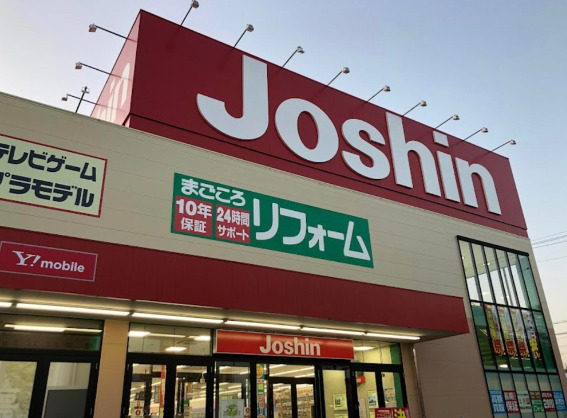 Joshin
テレビゲーム
プラモデル
まごころ
10年
保証
24時間
サポート
リフォーム
Y!mobile
Joshin